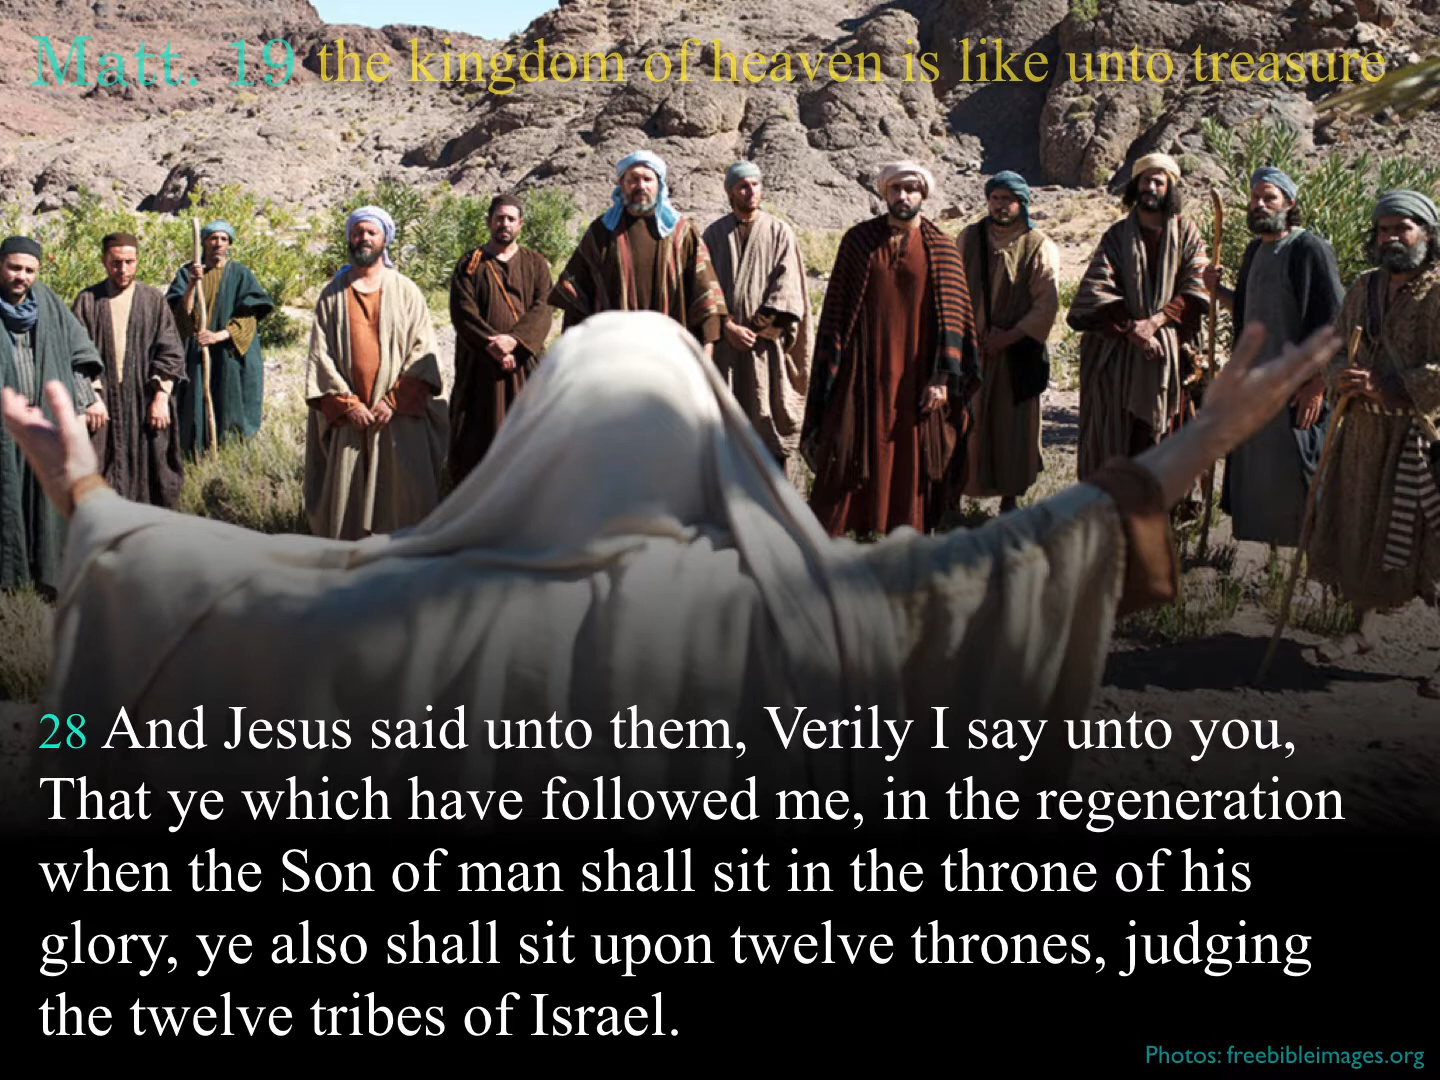 Matt. 19 the kingdom of heaven is like unto treasure
28 And Jesus said unto them, Verily I say unto you,
That ye which have followed me, in the regeneration
when the Son of man shall sit in the throne of his
glory, ye also shall sit upon twelve thrones, judging
the twelve tribes of Israel.
Photos: freebibleimages.org